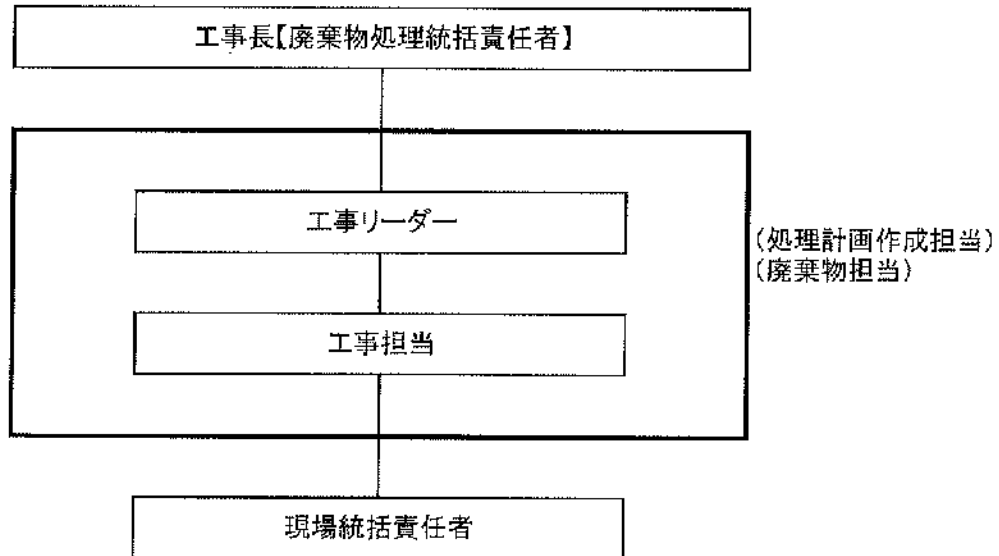 工事長【廃棄物処理統括責任者】
工事リーダー
(処理計画作成担当)
(廃棄物担当)
工事担当
現場統括責任者